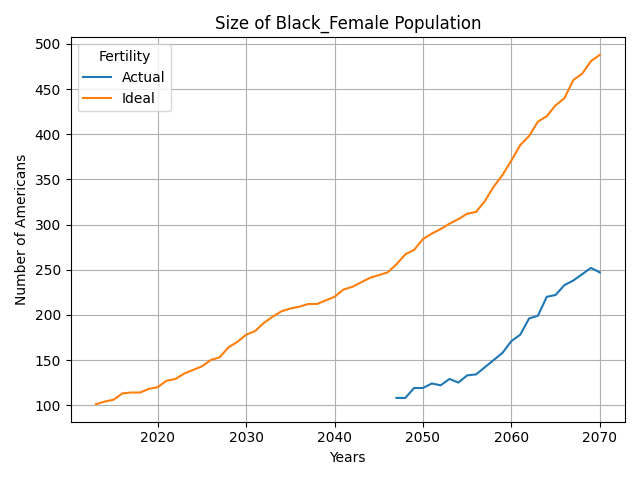 Size of Black_Female Population
Fertility
Actual
Ideal
Number of Americans
500
450
400
350
300
250
200
150
100
2020 2030 2040 2050 2060 2070
Years